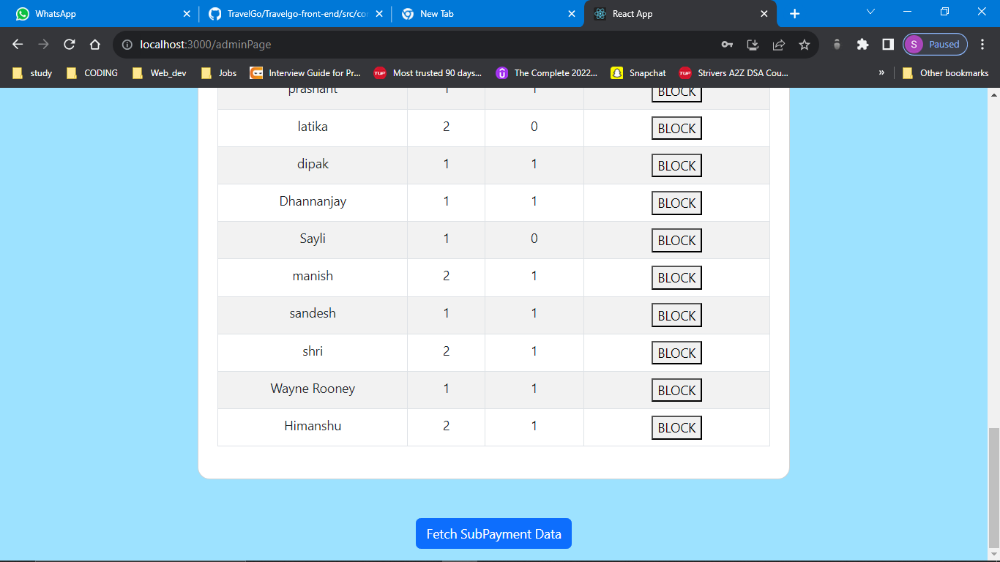 WhatsApp
TravelGo/Travelgo-front-end/src/co
New Tab
React App
localhost:3000/adminPage
S Paused
study
CODING
Web_dev
Jobs
Interview Guide for Pr...
TUF Most trusted 90 days...
The Complete 2022...
Snapchat
TUF Strivers A2Z DSA Cou...
»
Other bookmarks
prashant 1 1 BLOCK
latika 2 0 BLOCK
dipak 1 1 BLOCK
Dhannanjay 1 1 BLOCK
Sayli 1 0 BLOCK
manish 2 1 BLOCK
sandesh 1 1 BLOCK
shri 2 1 BLOCK
Wayne Rooney 1 1 BLOCK
Himanshu 2 1 BLOCK
Fetch SubPayment Data